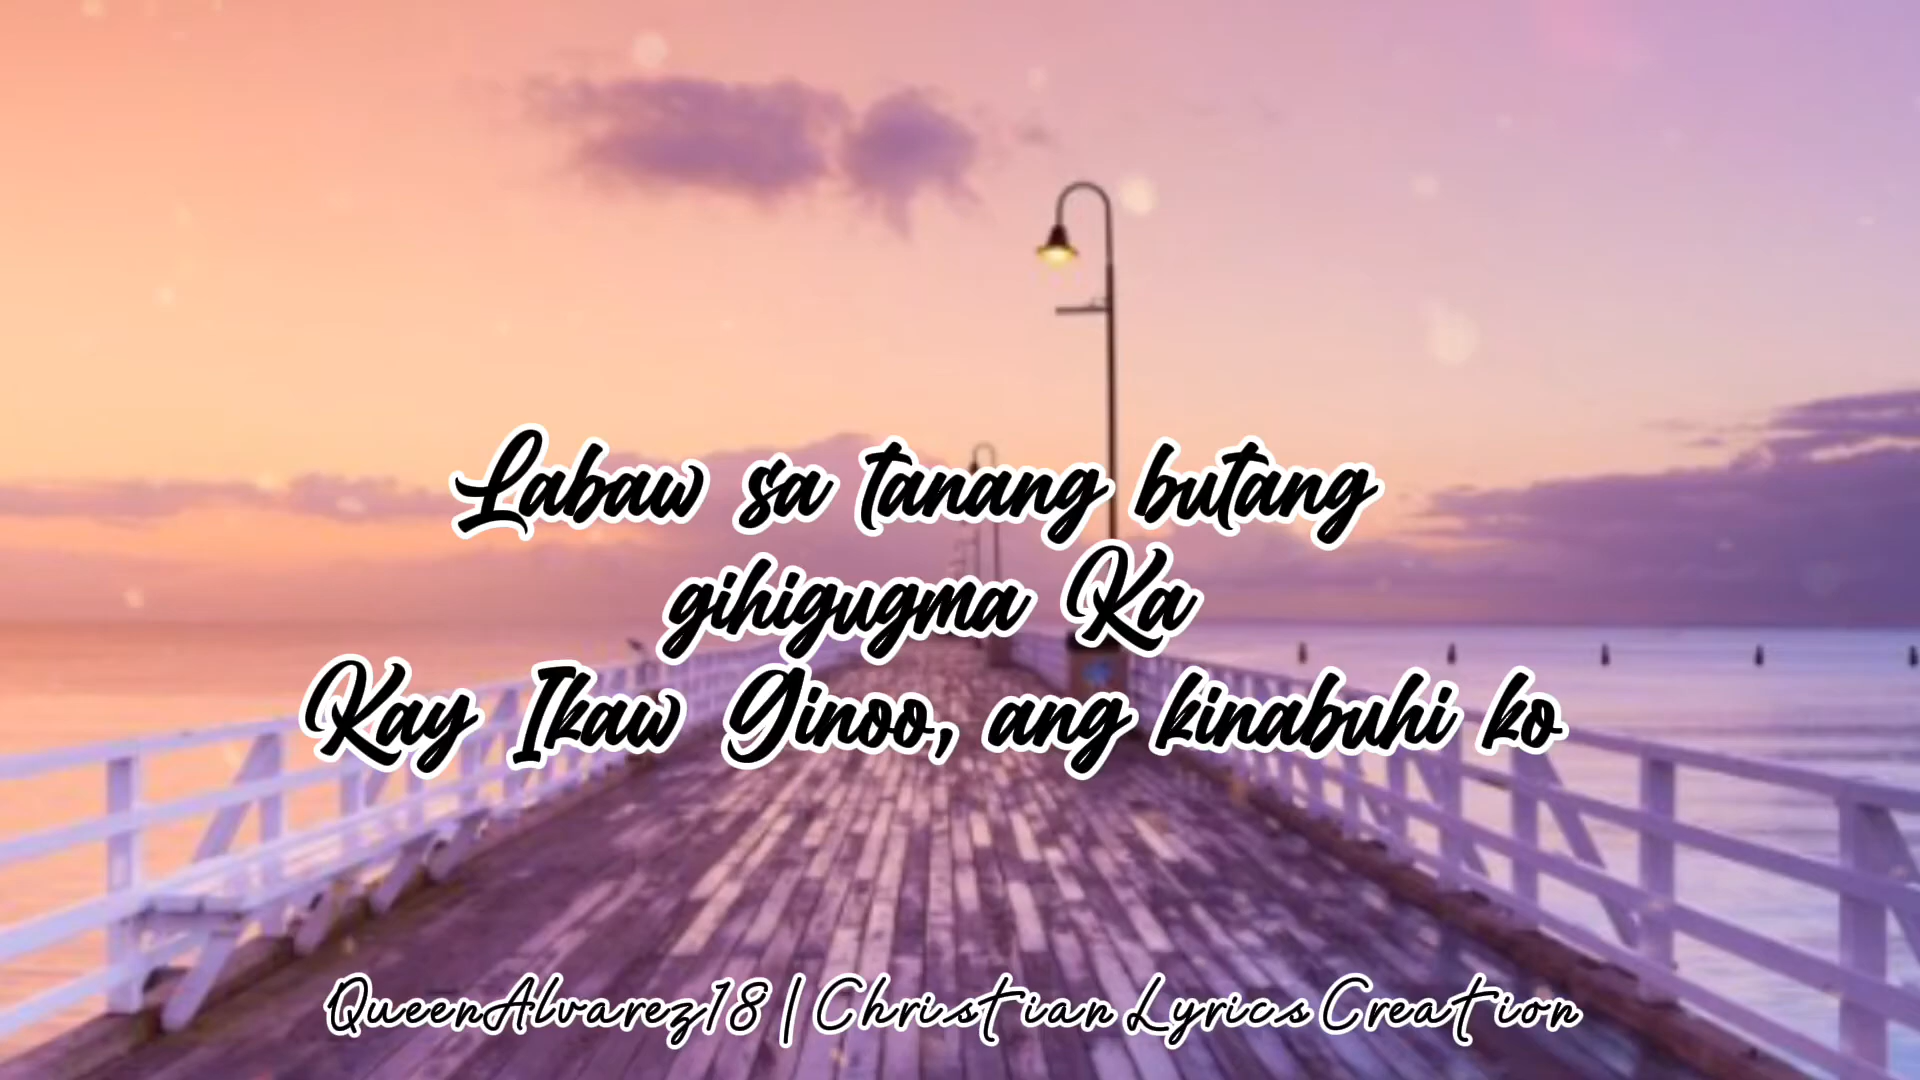 Labaw sa tanang butang
gihigugma Ka
Kay Ikaw Ginoo, ang kinabuhi ko
QueenAlvarez18 | Christian Lyrics Creation